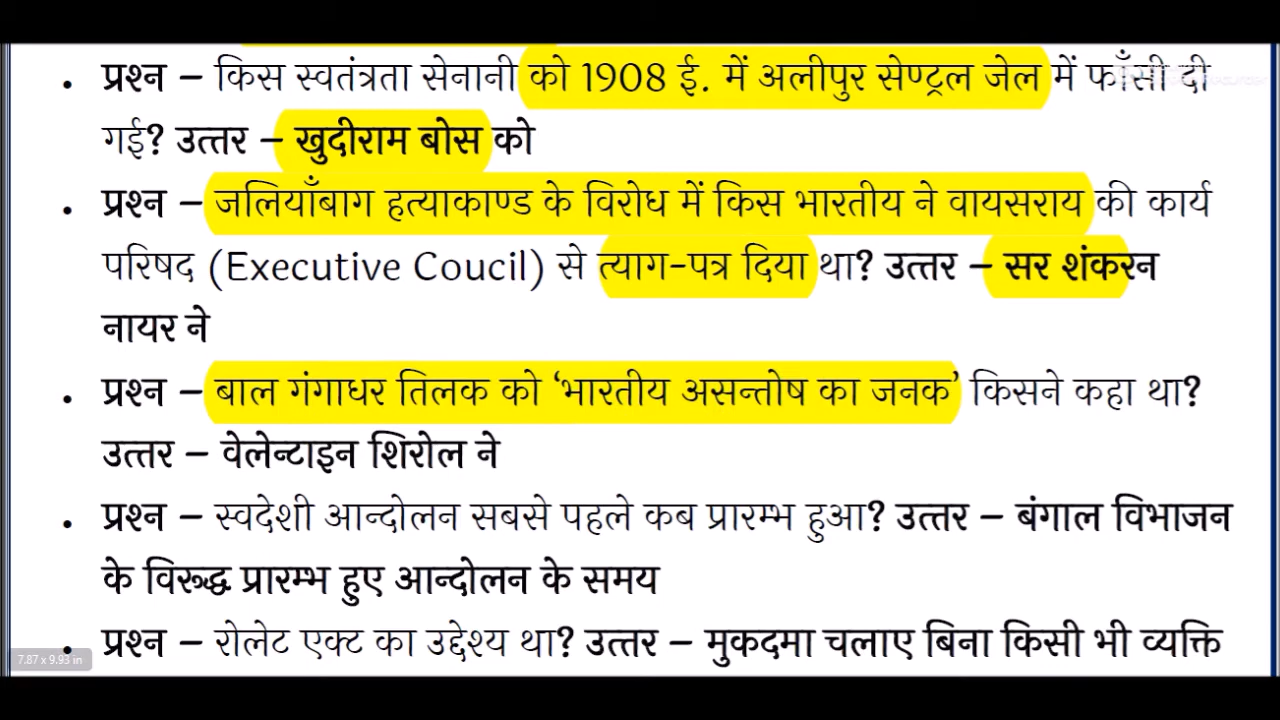 • प्रश्न – किस स्वतंत्रता सेनानी को 1908 ई. में अलीपुर सेण्ट्रल जेल में फाँसी दी
गई? उत्तर – खुदीराम बोस को
• प्रश्न – जलियाँबाग हत्याकाण्ड के विरोध में किस भारतीय ने वायसराय की कार्य
परिषद (Executive Coucil) से त्याग-पत्र दिया था? उत्तर – सर शंकरन
नायर ने
• प्रश्न – बाल गंगाधर तिलक को ‘भारतीय असन्तोष का जनक’ किसने कहा था?
उत्तर – वेलेन्टाइन शिरोल ने
• प्रश्न – स्वदेशी आन्दोलन सबसे पहले कब प्रारम्भ हुआ? उत्तर – बंगाल विभाजन
के विरूद्ध प्रारम्भ हुए आन्दोलन के समय
• प्रश्न – रोलेट एक्ट का उद्देश्य था? उत्तर – मुकदमा चलाए बिना किसी भी व्यक्ति
7.87 x 9.93 in